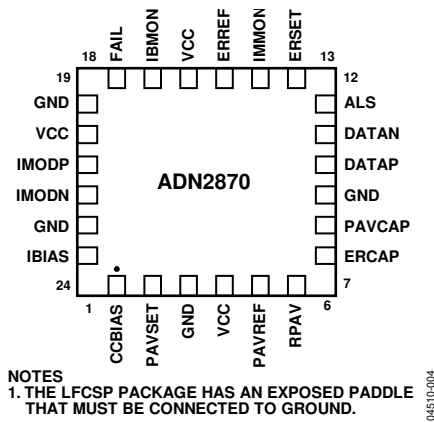 FAIL
IBMON
VCC
ERREF
IMMON
ERSET
18
13
19
12
GND
ALS
VCC
DATAN
IMODP
DATAP
ADN2870
IMODN
GND
GND
PAVCAP
IBIAS
ERCAP
24
7
1
6
CCBIAS
PAVSET
GND
VCC
PAVREF
RPAV
NOTES
1. THE LFCSP PACKAGE HAS AN EXPOSED PADDLE
THAT MUST BE CONNECTED TO GROUND.
04510-004